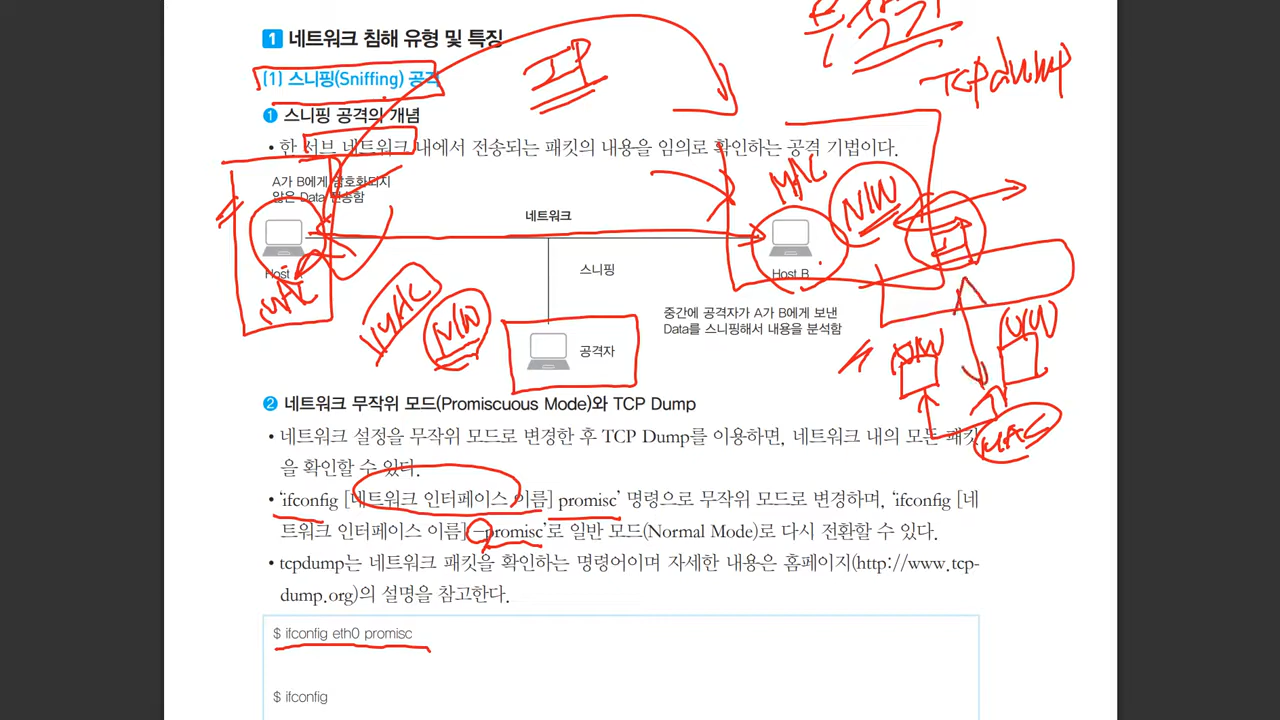 1 네트워크 침해 유형 및 특징
(1) 스니핑(Sniffing) 공격
❶ 스니핑 공격의 개념
• 한 서브 네트워크 내에서 전송되는 패킷의 내용을 임의로 확인하는 공격 기법이다.
A가 B에게 암호화되지
않은 Data 전송함
네트워크
스니핑
Host
Host B
공격자
중간에 공격자가 A가 B에게 보낸
Data를 스니핑해서 내용을 분석함
IP
TCP dump
MAC
N/W
MAC
MAC
N/W
N/W
N/W
MAC
❷ 네트워크 무작위 모드(Promiscuous Mode)와 TCP Dump
• 네트워크 설정을 무작위 모드로 변경한 후 TCP Dump를 이용하면, 네트워크 내의 모든 패킷
을 확인할 수 있다.
• ‘ifconfig [네트워크 인터페이스 이름] promisc’ 명령으로 무작위 모드로 변경하며, ‘ifconfig [네
트워크 인터페이스 이름] –promisc’로 일반 모드(Normal Mode)로 다시 전환할 수 있다.
• tcpdump는 네트워크 패킷을 확인하는 명령어이며 자세한 내용은 홈페이지(http://www.tcp-
dump.org)의 설명을 참고한다.
$ ifconfig eth0 promisc
$ ifconfig